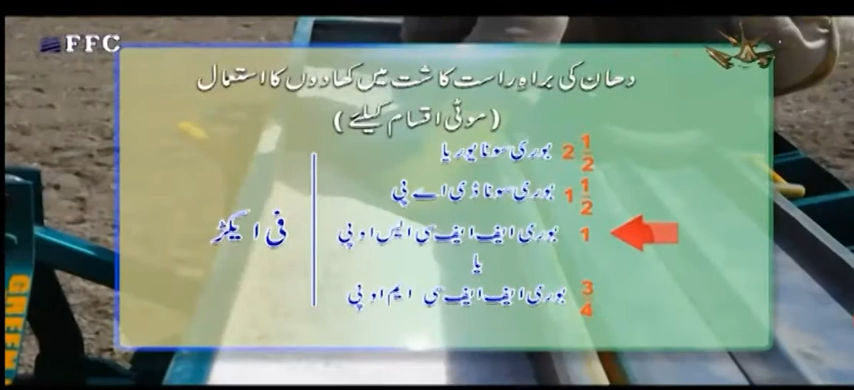 FFC
دھان کی براہِ راست کاشت میں کھادوں کا استعمال
(موٹی اقسام کیلئے)
2 1/2 بوری سونا یوریا
1 1/2 بوری سونا ڈی اے پی
1 بوری ایف ایف سی ایس او پی
یا
3/4 بوری ایف ایف سی ایم او پی
فی ایکڑ
GREEN